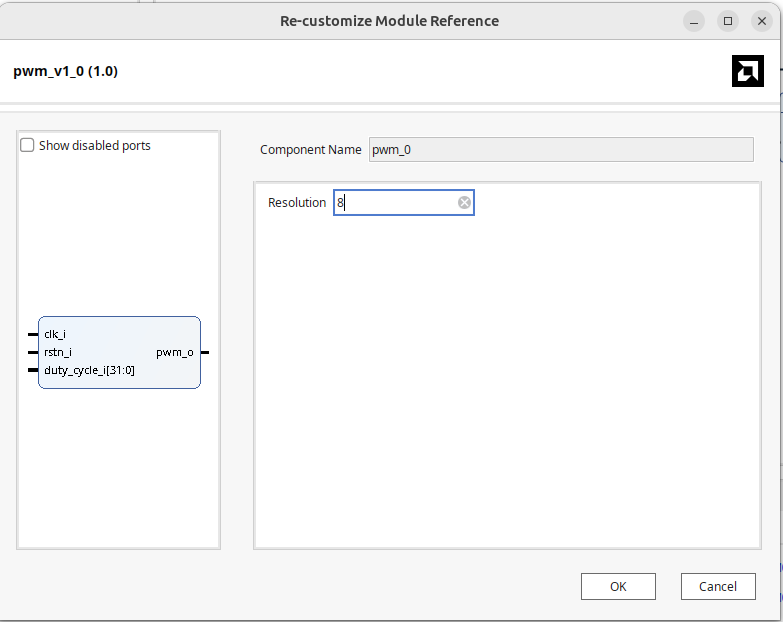 Re-customize Module Reference
pwm_v1_0 (1.0)
Show disabled ports
clk_i
rstn_i
pwm_o
duty_cycle_i[31:0]
Component Name
pwm_0
Resolution
8
OK
Cancel